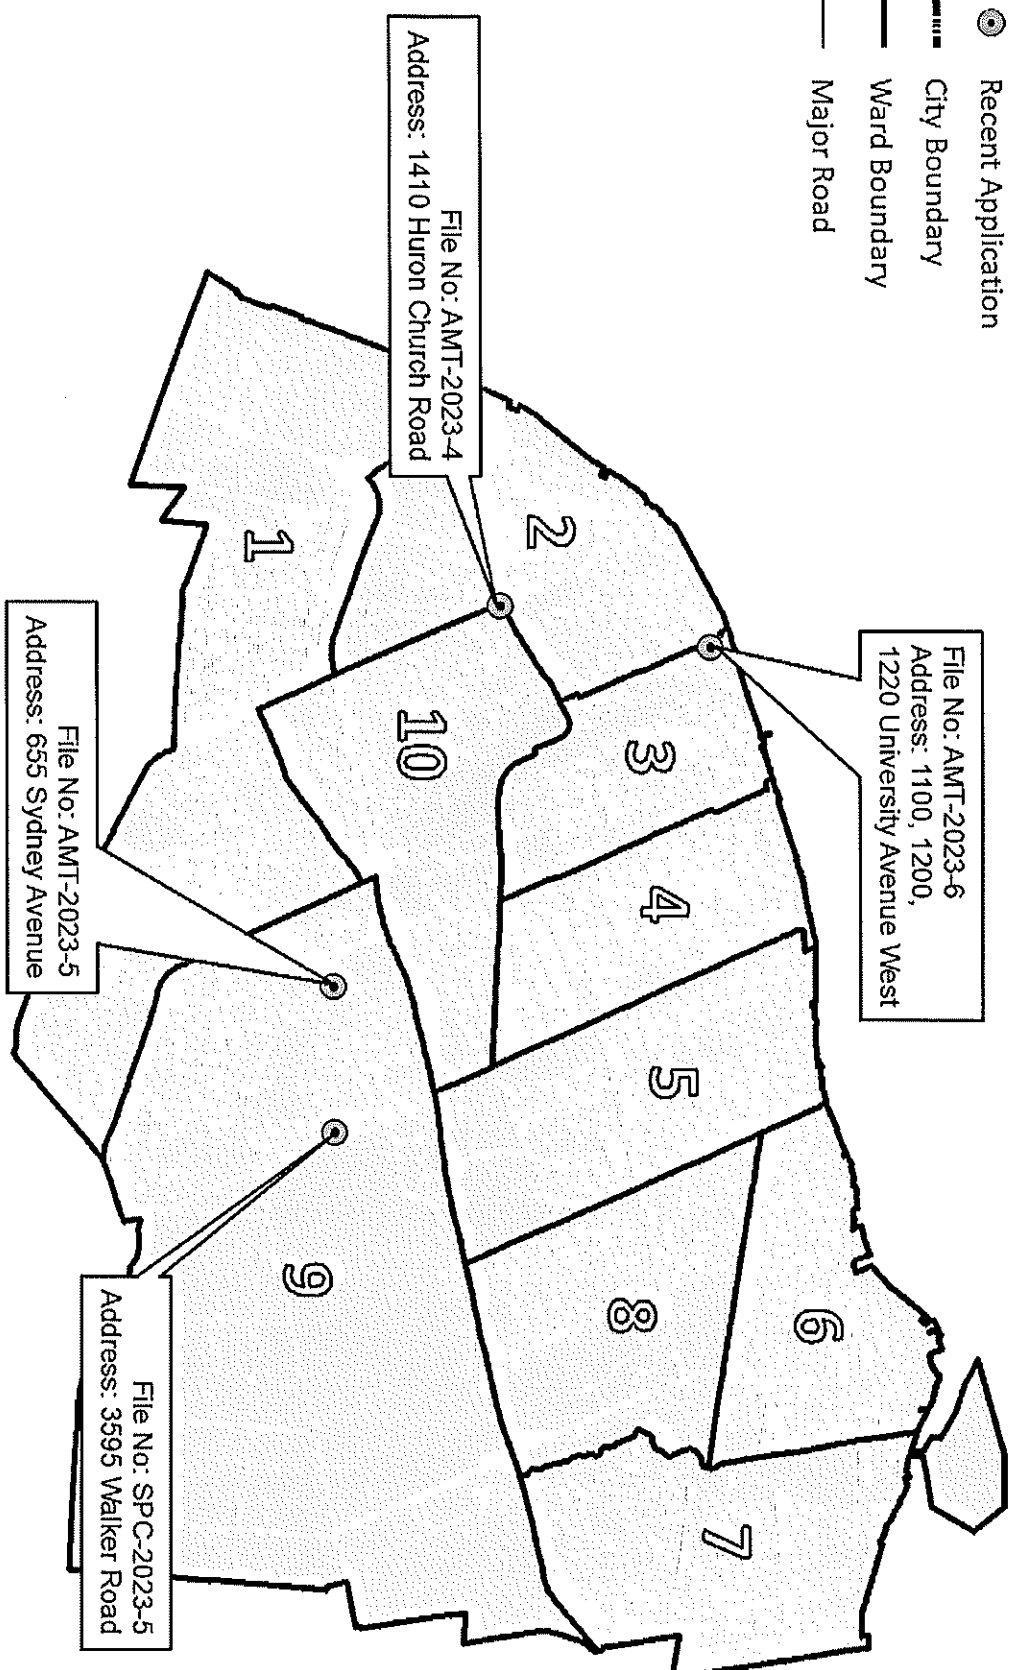 Recent Application
City Boundary
Ward Boundary
Major Road
File No: AMT-2023-6
Address: 1100, 1200,
1220 University Avenue West
File No: AMT-2023-4
Address: 1410 Huron Church Road
2
3
4
5
6
7
8
10
1
9
File No: AMT-2023-5
Address: 655 Sydney Avenue
File No: SPC-2023-5
Address: 3595 Walker Road